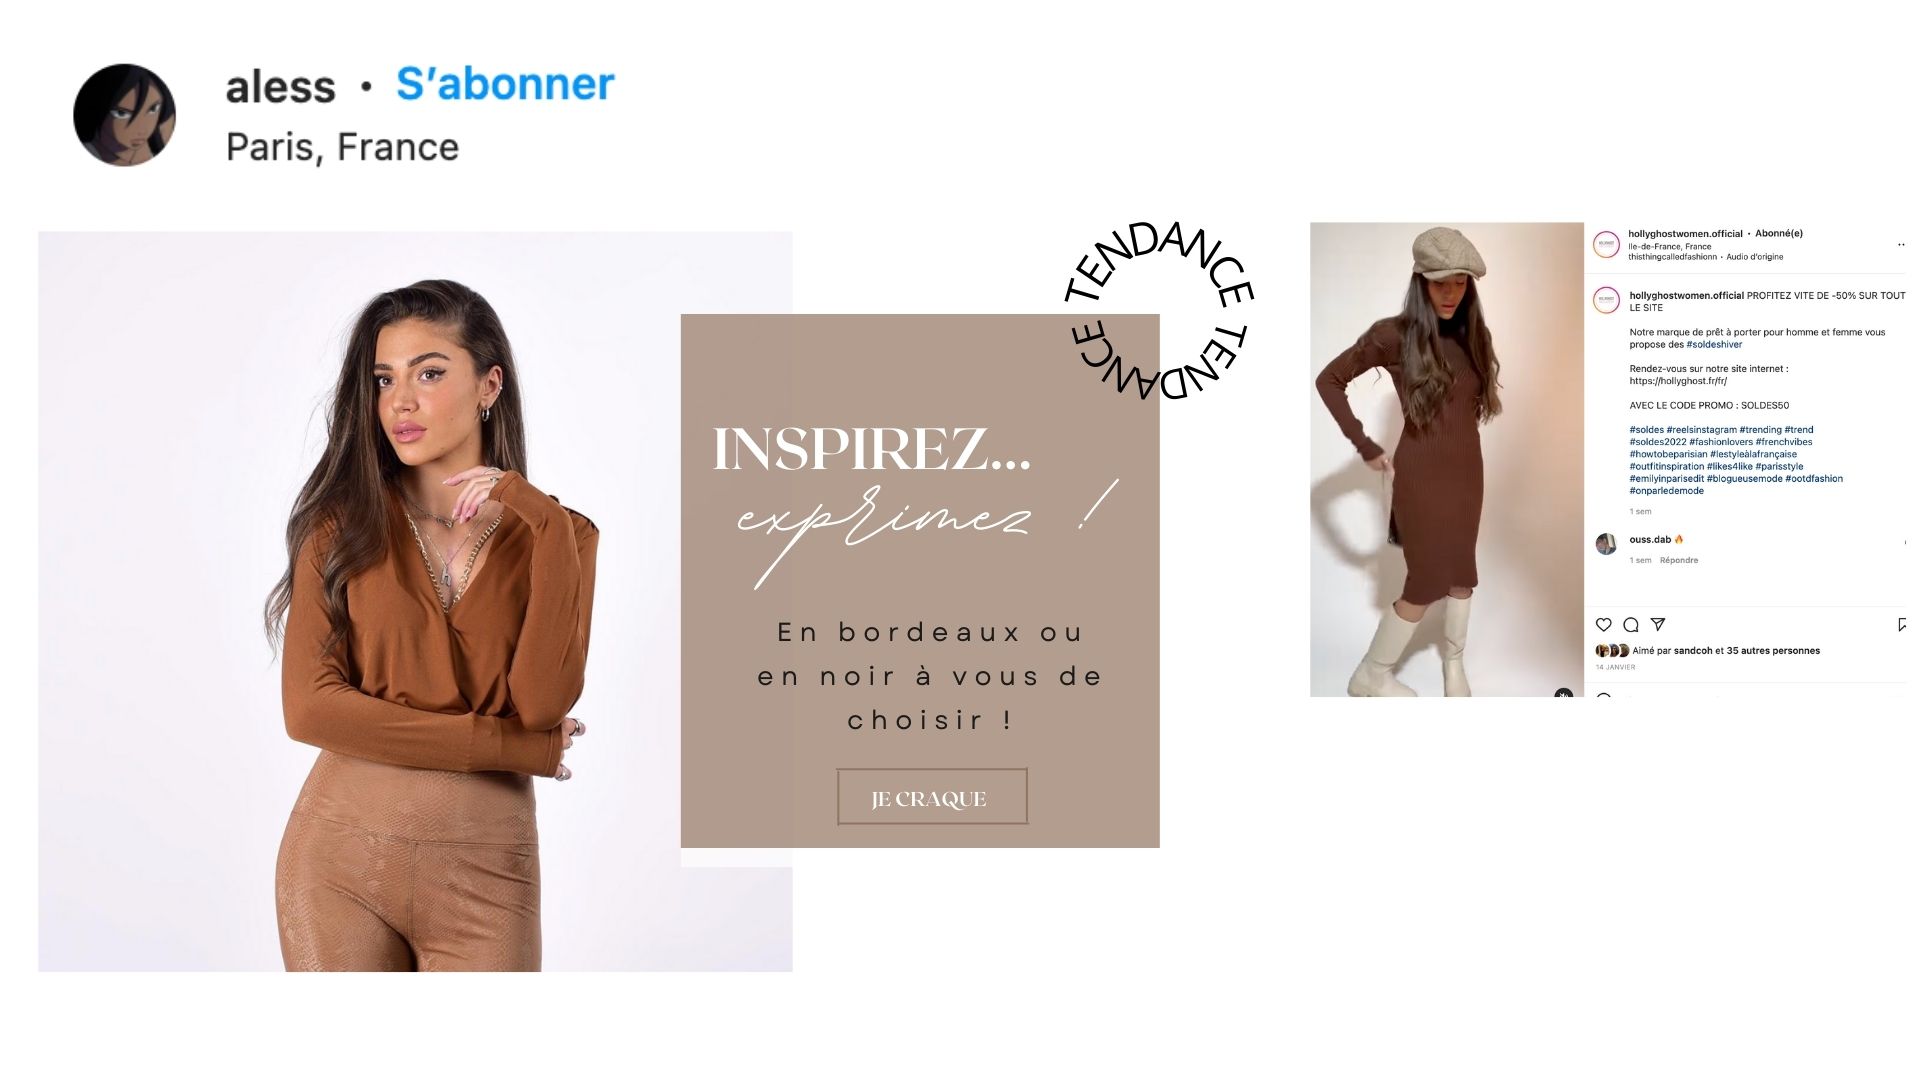 aless • S'abonner
Paris, France
TENDANCE TENDANCE TENDANCE
INSPIREZ...
exprimez !
En bordeaux ou
en noir à vous de
choisir !
JE CRAQUE
h
hollyghostwomen.official • Abonné(e)
Ile-de-France, France
thisthingcalledfashionn • Audio d'origine
hollyghostwomen.official PROFITEZ VITE DE -50% SUR TOUT
LE SITE
Notre marque de prêt à porter pour homme et femme vous
propose des #soldeshiver
Rendez-vous sur notre site internet :
https://hollyghost.fr/fr/
AVEC LE CODE PROMO : SOLDES50
#soldes #reelsinstagram #trending #trend
#soldes2022 #fashionlovers #frenchvibes
#howtobeparisian #lestyleàlafrançaise
#outfitinspiration #likes4like #parisstyle
#emilyinparisedit #blogueusemode #ootdfashion
#onparledemode
1 sem
ouss.dab 🔥
1 sem Répondre
Aimé par sandcoh et 35 autres personnes
14 JANVIER